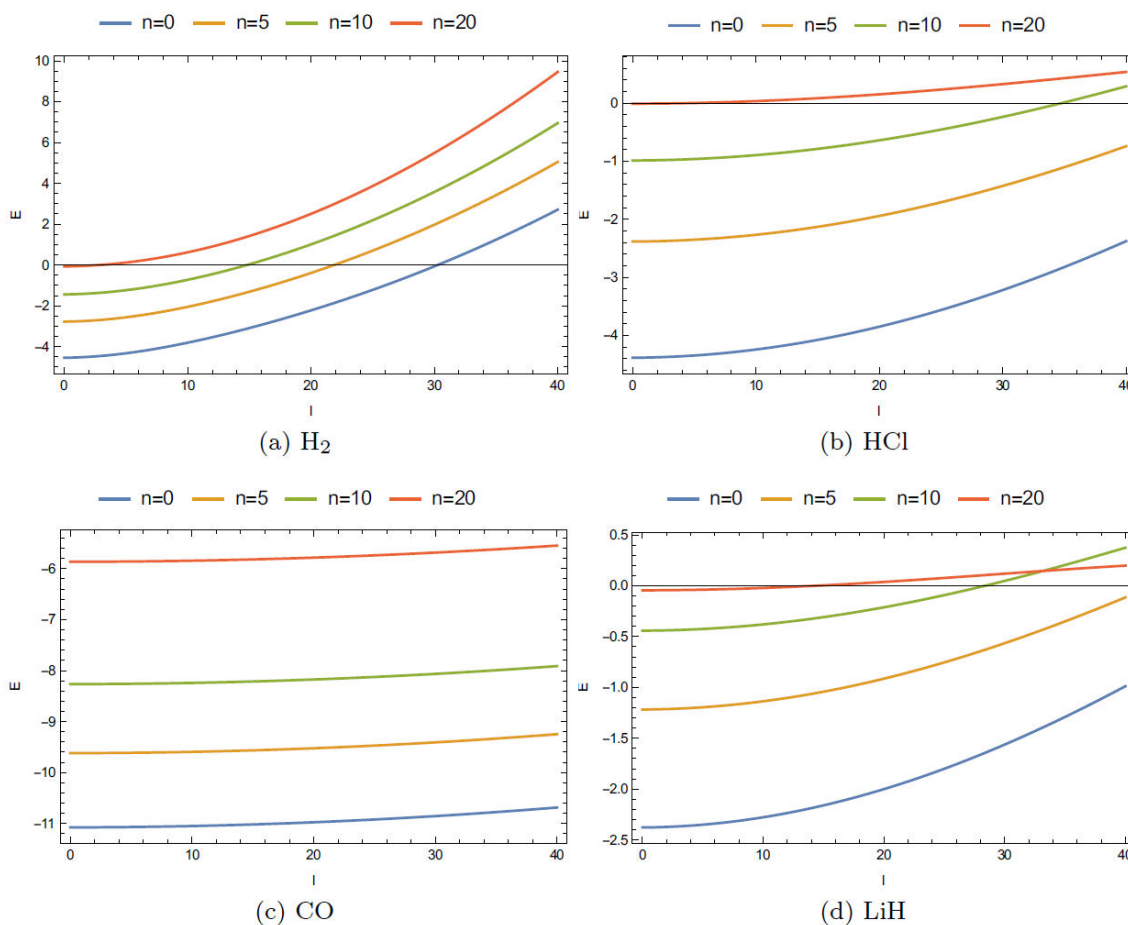 n=0 n=5 n=10 n=20
10
8
6
4
2
0
−2
−4
E
0 10 20 30 40
l
(a) H₂
n=0 n=5 n=10 n=20
0
−1
−2
−3
−4
E
0 10 20 30 40
l
(b) HCl
n=0 n=5 n=10 n=20
−6
−7
−8
−9
−10
−11
E
0 10 20 30 40
l
(c) CO
n=0 n=5 n=10 n=20
0.5
0.0
−0.5
−1.0
−1.5
−2.0
−2.5
E
0 10 20 30 40
l
(d) LiH